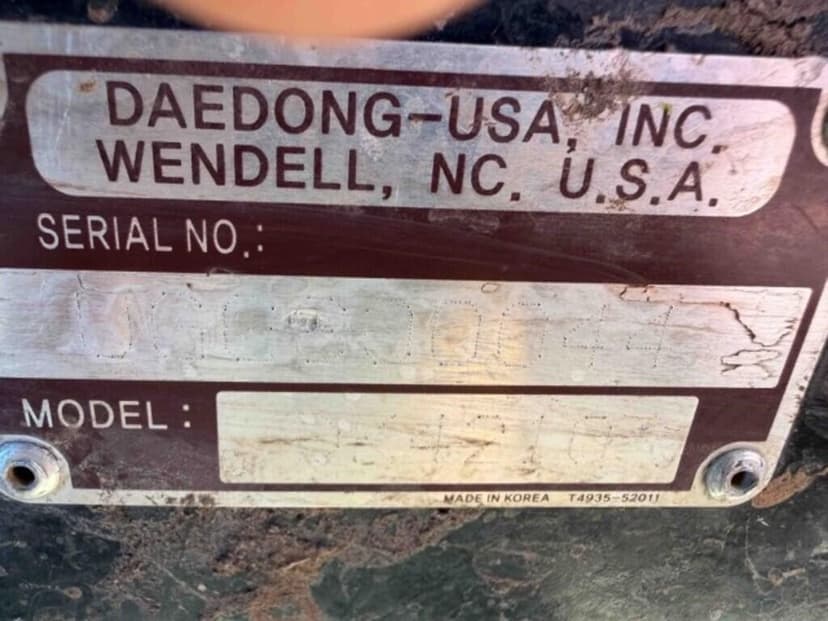 DAEDONG-USA, INC.
WENDELL, NC. U.S.A.
SERIAL NO.:
MODEL :
MADE IN KOREA T4935-52011